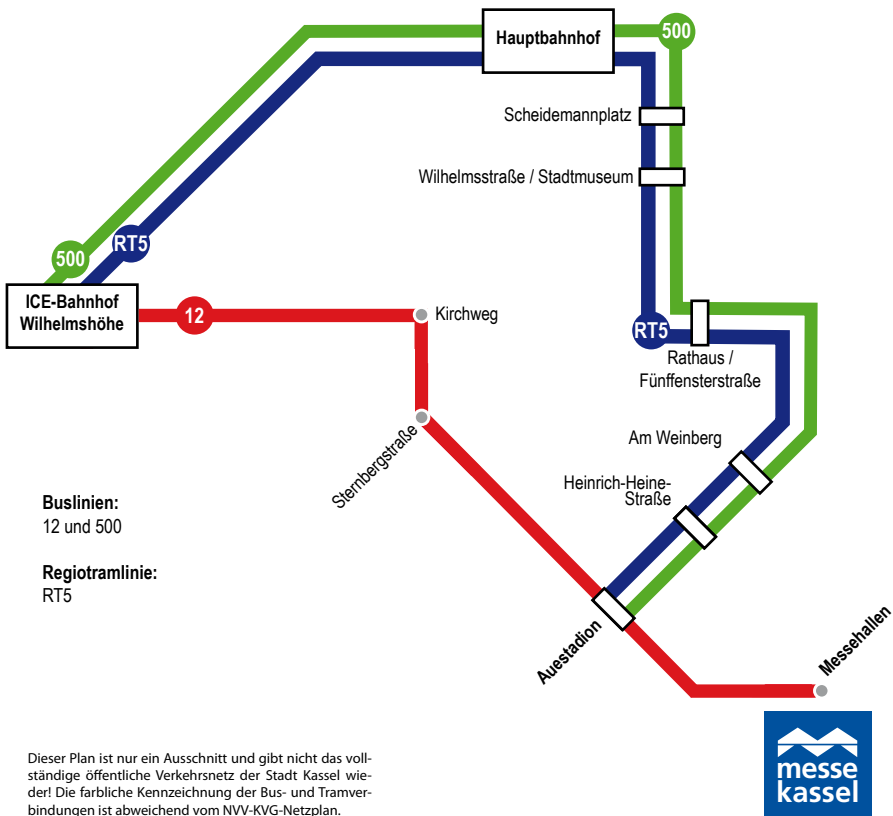 Hauptbahnhof
500
Scheidemannplatz
Wilhelmsstraße / Stadtmuseum
RT5
500
ICE-Bahnhof
Wilhelmshöhe
12
Kirchweg
RT5
Rathaus /
Fünffensterstraße
Sternbergstraße
Am Weinberg
Heinrich-Heine-
Straße
Buslinien:
12 und 500
Regiotramlinie:
RT5
Auestadion
Messehallen
messe
kassel
Dieser Plan ist nur ein Ausschnitt und gibt nicht das voll-
ständige öffentliche Verkehrsnetz der Stadt Kassel wie-
der! Die farbliche Kennzeichnung der Bus- und Tramver-
bindungen ist abweichend vom NVV-KVG-Netzplan.